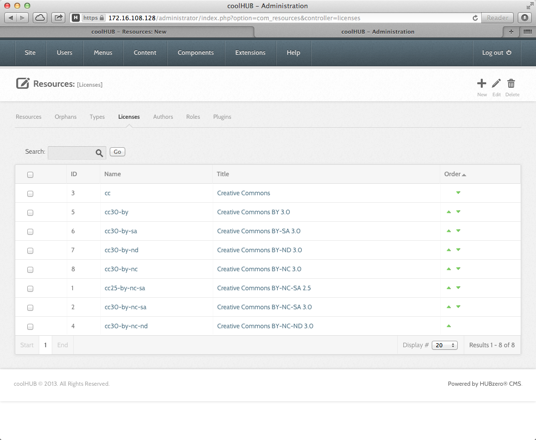 coolHUB – Administration
https 172.16.108.128/administrator/index.php?option=com_resources&controller=licenses
Reader
coolHUB – Resources: New
coolHUB – Administration
Site Users Menus Content Components Extensions Help Log out
Resources: [Licenses]
New Edit Delete
Resources Orphans Types Licenses Authors Roles Plugins
Search: Go
ID Name Title Order
3 cc Creative Commons
5 cc30-by Creative Commons BY 3.0
6 cc30-by-sa Creative Commons BY-SA 3.0
7 cc30-by-nd Creative Commons BY-ND 3.0
8 cc30-by-nc Creative Commons BY-NC 3.0
1 cc25-by-nc-sa Creative Commons BY-NC-SA 2.5
2 cc30-by-nc-sa Creative Commons BY-NC-SA 3.0
4 cc30-by-nc-nd Creative Commons BY-NC-ND 3.0
Start 1 End Display # 20 Results 1 - 8 of 8
coolHUB © 2013. All Rights Reserved. Powered by HUBzero® CMS